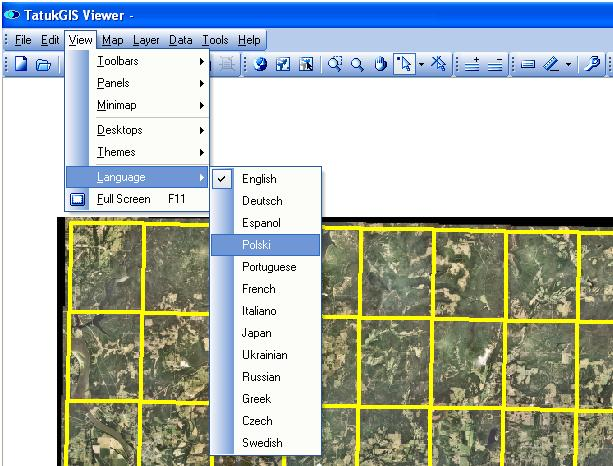 TatukGIS Viewer -
File Edit View Map Layer Data Tools Help
Toolbars
Panels
Minimap
Desktops
Themes
Language
Full Screen F11
English
Deutsch
Espanol
Polski
Portuguese
French
Italiano
Japan
Ukrainian
Russian
Greek
Czech
Swedish